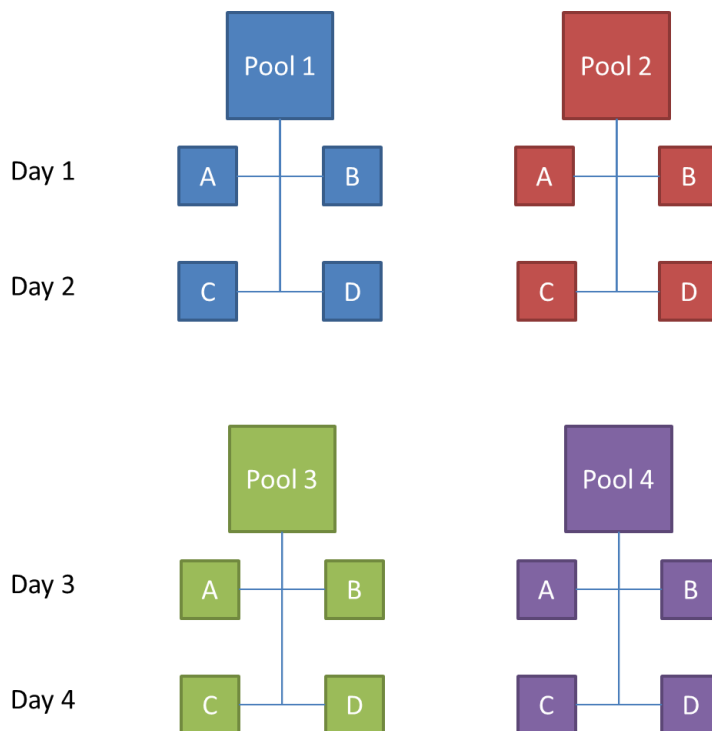 Pool 1 Pool 2
Day 1 A B A B
Day 2 C D C D
Pool 3 Pool 4
Day 3 A B A B
Day 4 C D C D